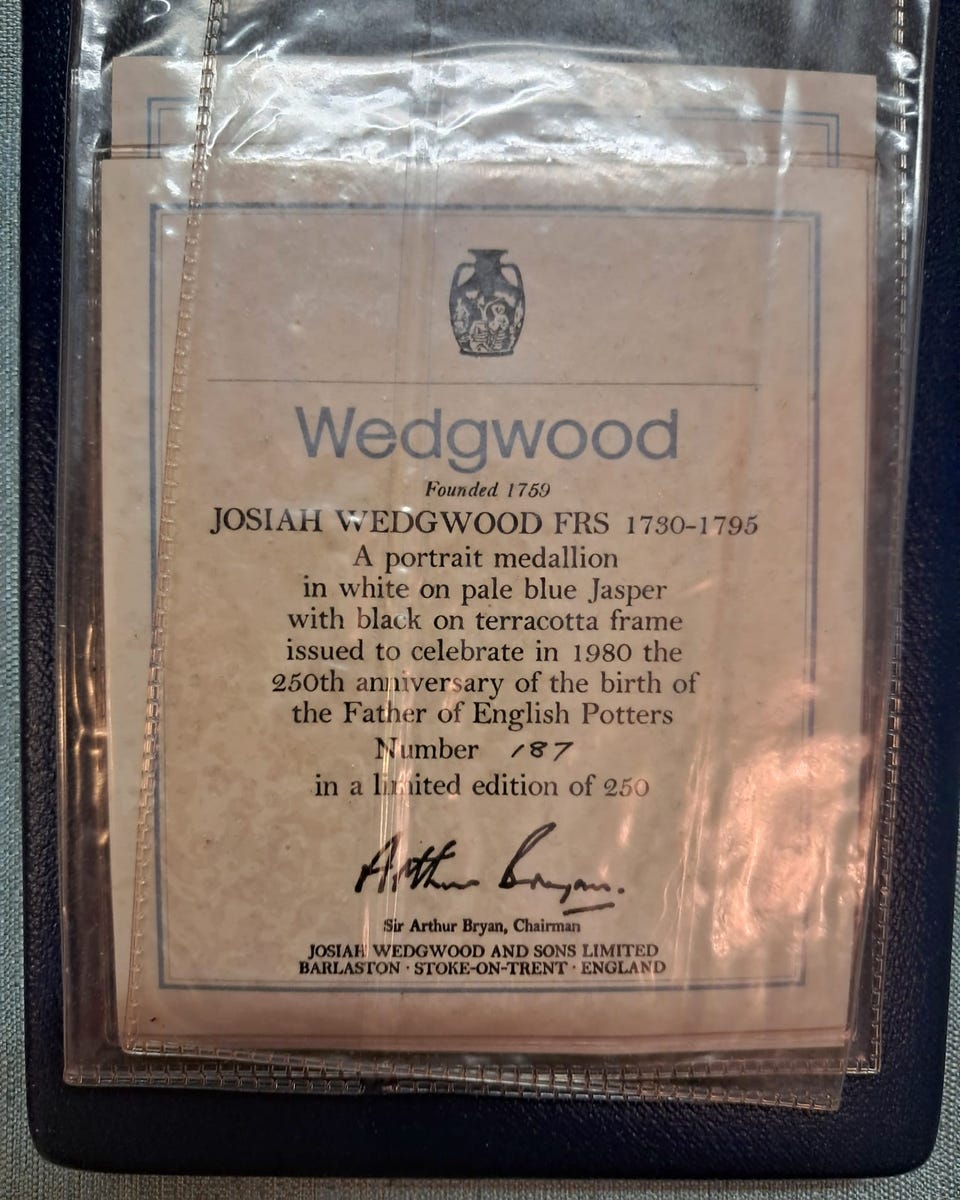 Wedgwood
Founded 1759
JOSIAH WEDGWOOD FRS 1730-1795
A portrait medallion
in white on pale blue Jasper
with black on terracotta frame
issued to celebrate in 1980 the
250th anniversary of the birth of
the Father of English Potters
Number 187
in a limited edition of 250
Arthur Bryan.
Sir Arthur Bryan, Chairman
JOSIAH WEDGWOOD AND SONS LIMITED
BARLASTON · STOKE-ON-TRENT · ENGLAND